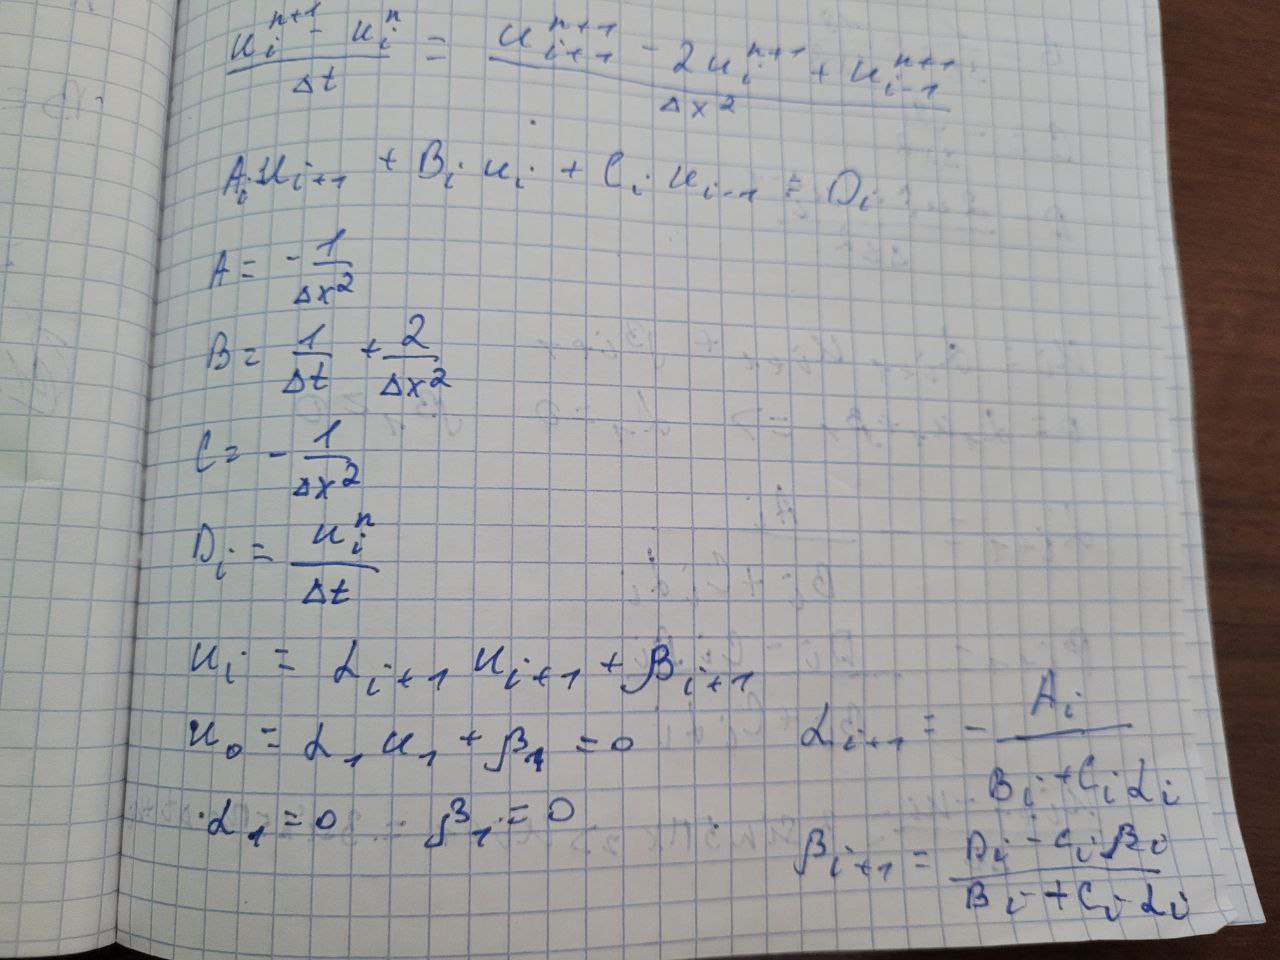 \frac{u_i^{n+1} - u_i^n}{\Delta t} = \frac{u_{i+1}^{n+1} - 2u_i^{n+1} + u_{i-1}^{n+1}}{\Delta x^2}
A_i u_{i+1} + B_i u_i + C_i u_{i-1} = D_i
A = -\frac{1}{\Delta x^2}
B = \frac{1}{\Delta t} + \frac{2}{\Delta x^2}
C = -\frac{1}{\Delta x^2}
D_i = \frac{u_i^n}{\Delta t}
u_i = \alpha_{i+1} u_{i+1} + \beta_{i+1}
u_0 = \alpha_1 u_1 + \beta_1 = 0
\alpha_1 = 0 \quad \beta_1 = 0
\alpha_{i+1} = -\frac{A_i}{B_i + C_i \alpha_i}
\beta_{i+1} = \frac{D_i - C_i \beta_i}{B_i + C_i \alpha_i}